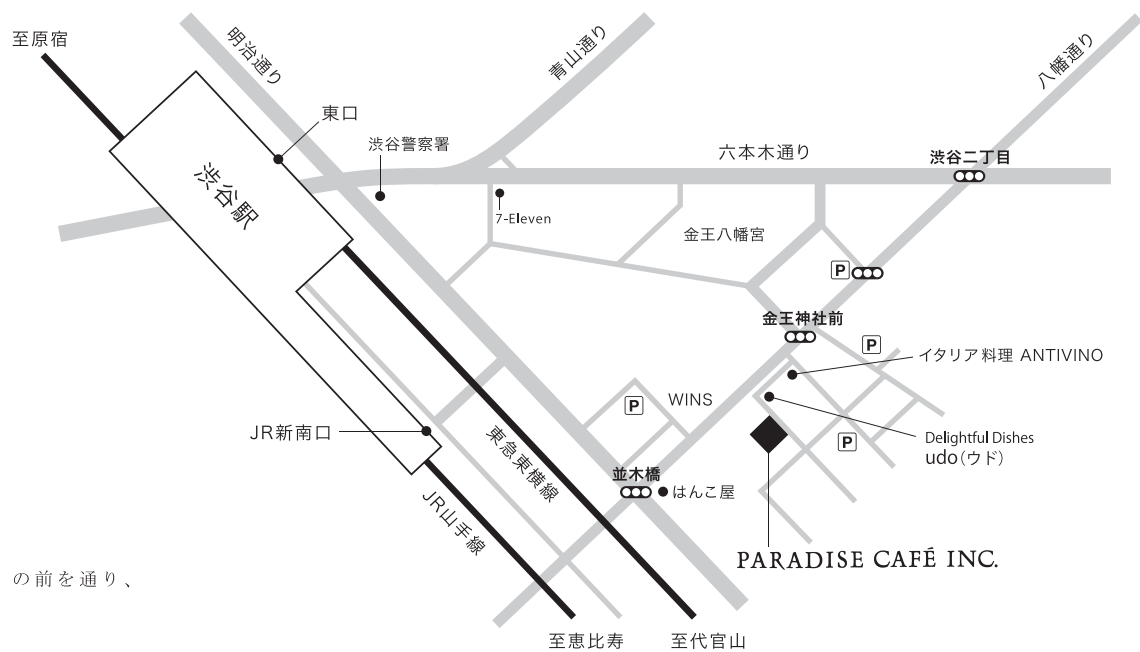 至原宿
明治通り
青山通り
八幡通り
東口
渋谷警察署
六本木通り
渋谷二丁目
渋谷駅
7-Eleven
金王八幡宮
P
金王神社前
P
イタリア料理 ANTIVINO
P
WINS
JR新南口
P
Delightful Dishes
udo(ウド)
東急東横線
並木橋
はんこ屋
JR山手線
PARADISE CAFÉ INC.
の前を通り、
至恵比寿
至代官山